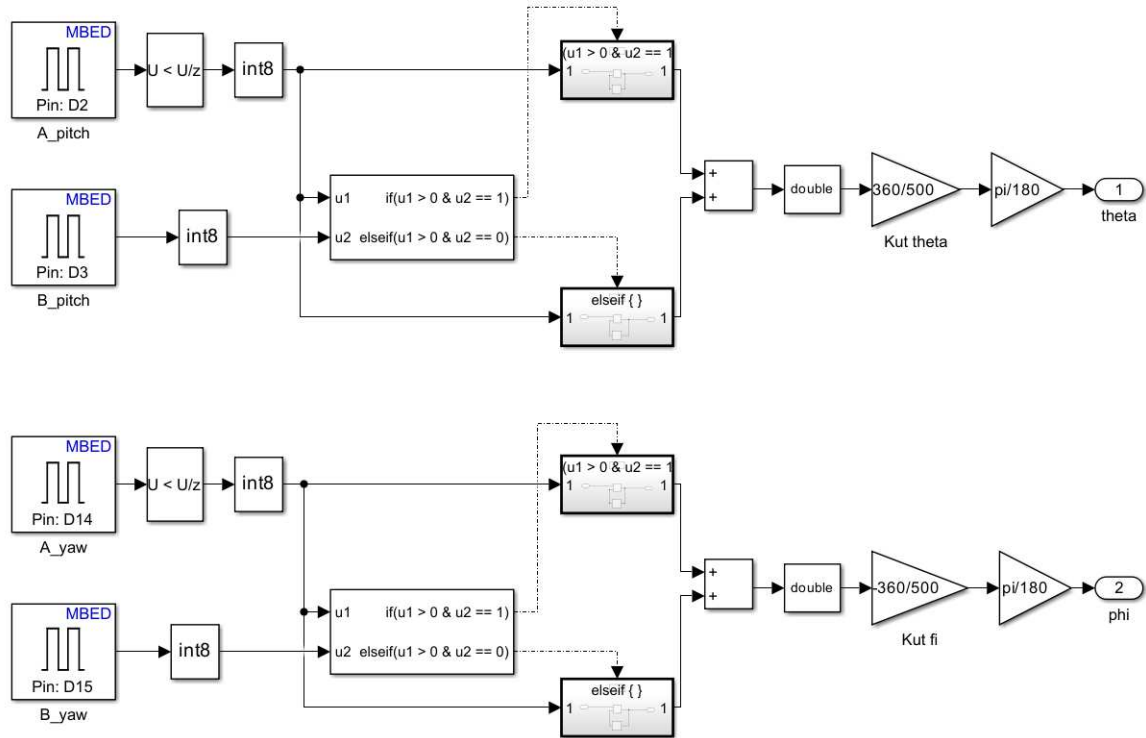 MBED
Pin: D2
A_pitch
U < U/z
int8
(u1 > 0 & u2 == 1
1 1
MBED
Pin: D3
B_pitch
int8
u1 if(u1 > 0 & u2 == 1)
u2 elseif(u1 > 0 & u2 == 0)
elseif { }
1 1
+
+
double
360/500
Kut theta
pi/180
1
theta
MBED
Pin: D14
A_yaw
U < U/z
int8
(u1 > 0 & u2 == 1
1 1
MBED
Pin: D15
B_yaw
int8
u1 if(u1 > 0 & u2 == 1)
u2 elseif(u1 > 0 & u2 == 0)
elseif { }
1 1
+
+
double
-360/500
Kut fi
pi/180
2
phi